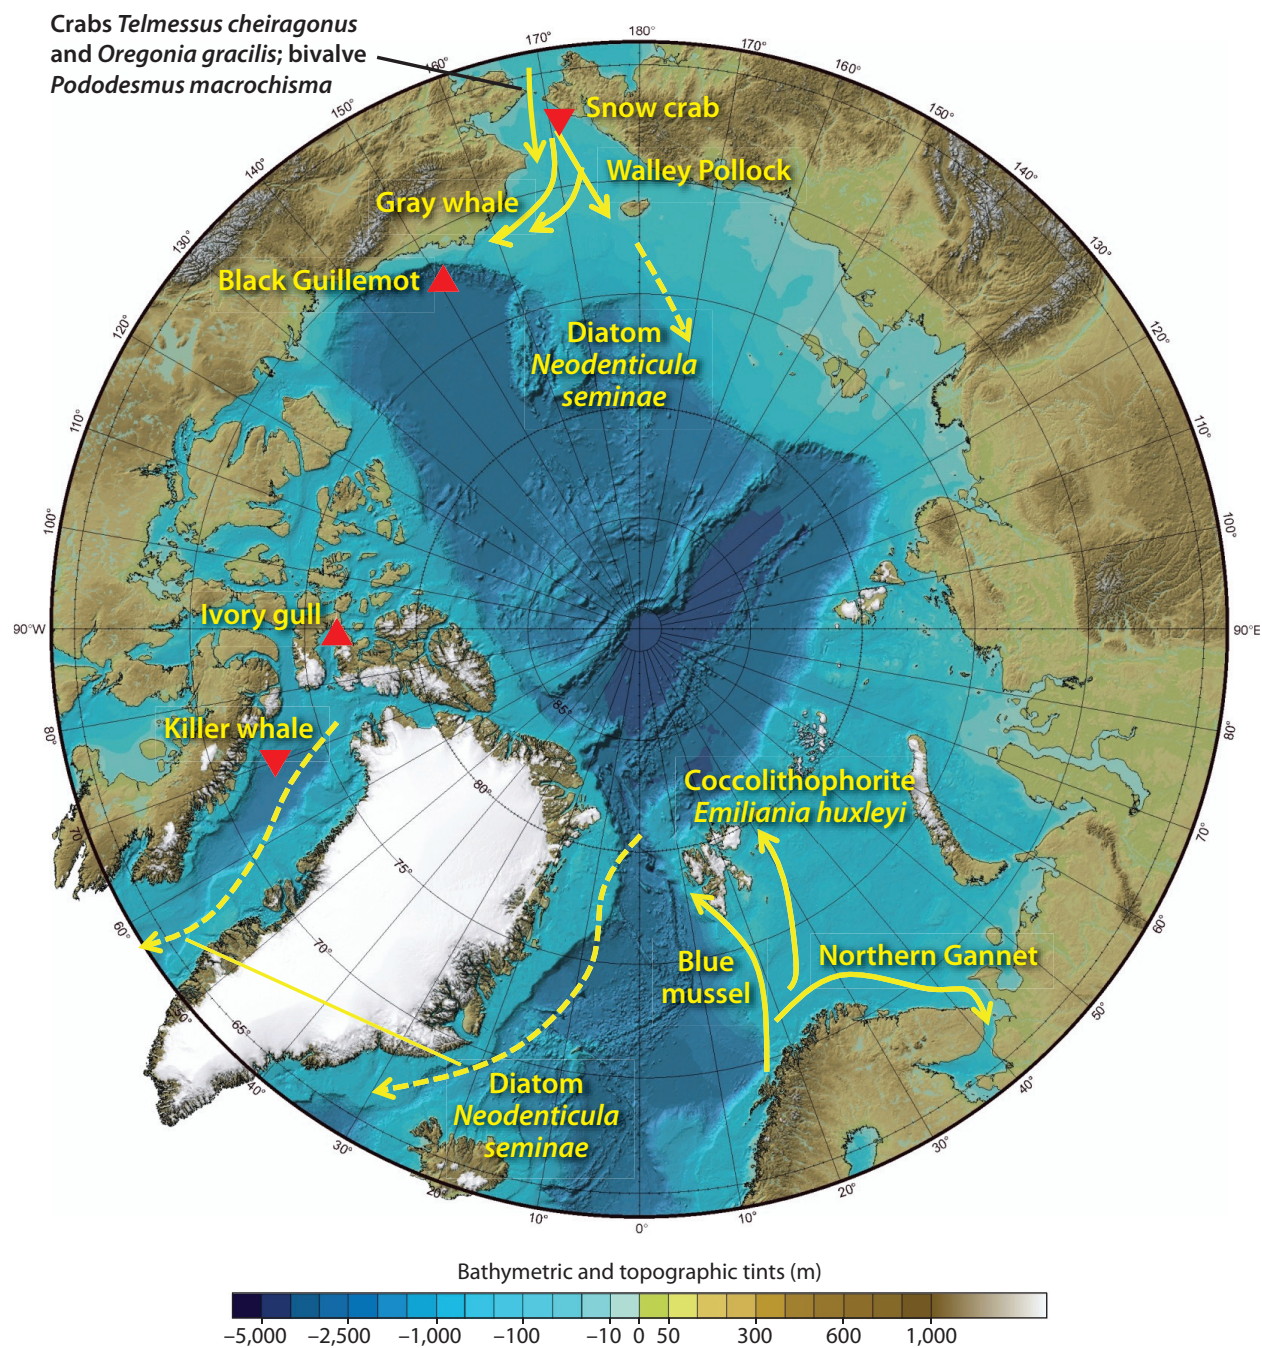 Crabs Telmessus cheiragonus
and Oregonia gracilis; bivalve
Pododesmus macrochisma
180°
170°
170°
160°
160°
150°
150°
140°
140°
130°
130°
120°
120°
110°
110°
100°
100°
90°W
90°E
80°
80°
70°
70°
60°
60°
50°
50°
40°
40°
30°
30°
20°
20°
10°
10°
0°
85°
80°
75°
70°
65°
Snow crab
Walley Pollock
Gray whale
Black Guillemot
Diatom
Neodenticula
seminae
Ivory gull
Killer whale
Coccolithophorite
Emiliania huxleyi
Blue
mussel
Northern Gannet
Diatom
Neodenticula
seminae
Bathymetric and topographic tints (m)
–5,000 –2,500 –1,000 –100 –10 0 50 300 600 1,000